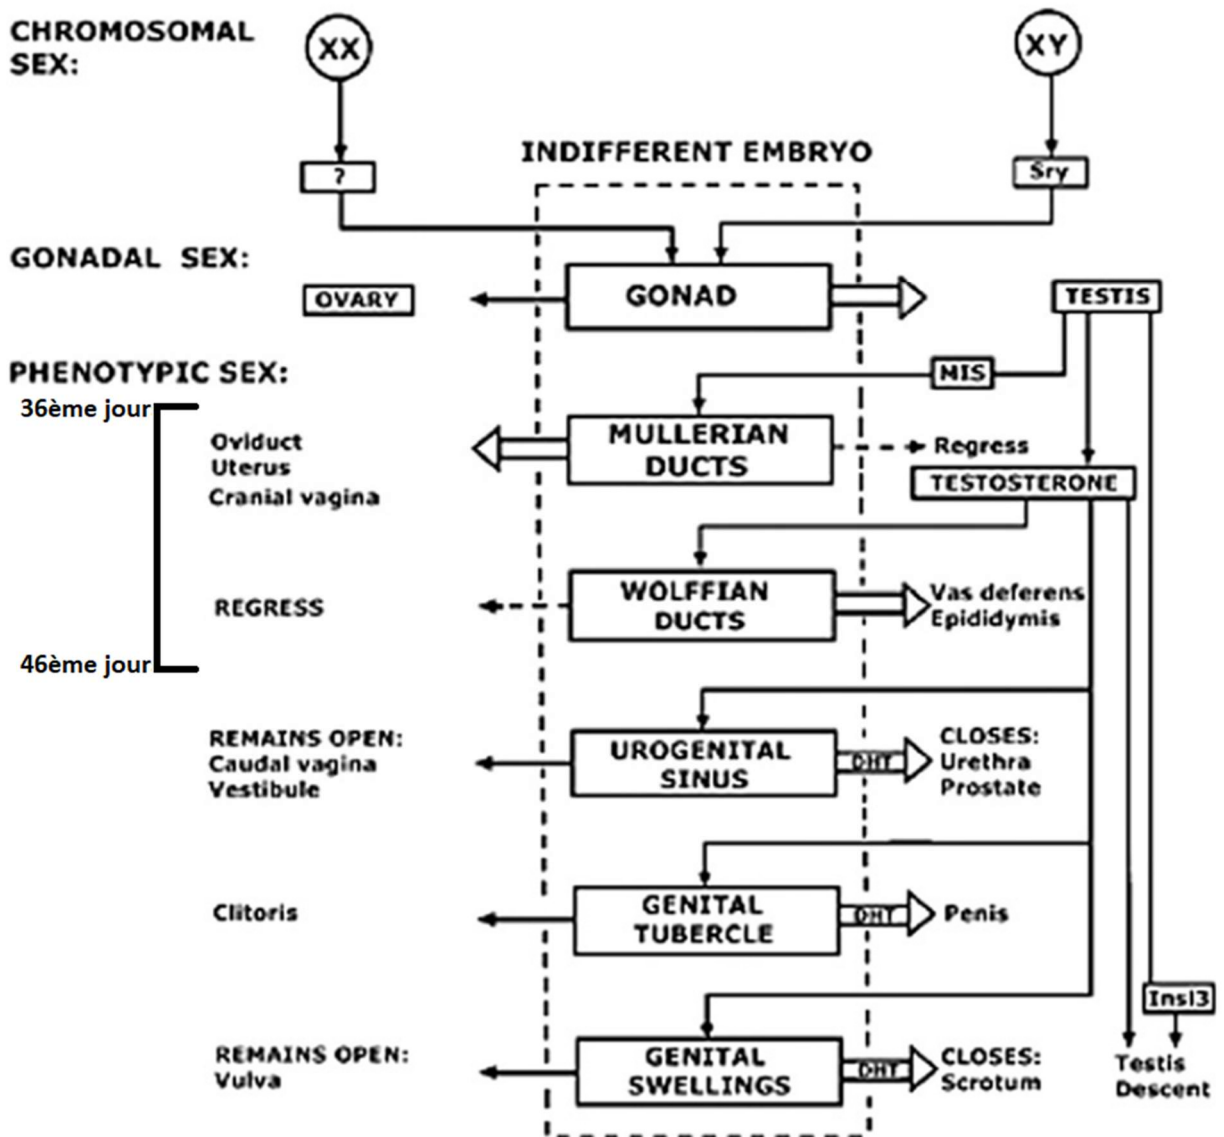 CHROMOSOMAL
SEX:
XX
XY
?
Sry
INDIFFERENT EMBRYO
GONADAL SEX:
OVARY
GONAD
TESTIS
PHENOTYPIC SEX:
MIS
36ème jour
Oviduct
Uterus
Cranial vagina
MULLERIAN
DUCTS
Regress
TESTOSTERONE
REGRESS
WOLFFIAN
DUCTS
Vas deferens
Epididymis
46ème jour
REMAINS OPEN:
Caudal vagina
Vestibule
UROGENITAL
SINUS
DHT
CLOSES:
Urethra
Prostate
Clitoris
GENITAL
TUBERCLE
DHT
Penis
Insl3
REMAINS OPEN:
Vulva
GENITAL
SWELLINGS
DHT
CLOSES:
Scrotum
Testis
Descent